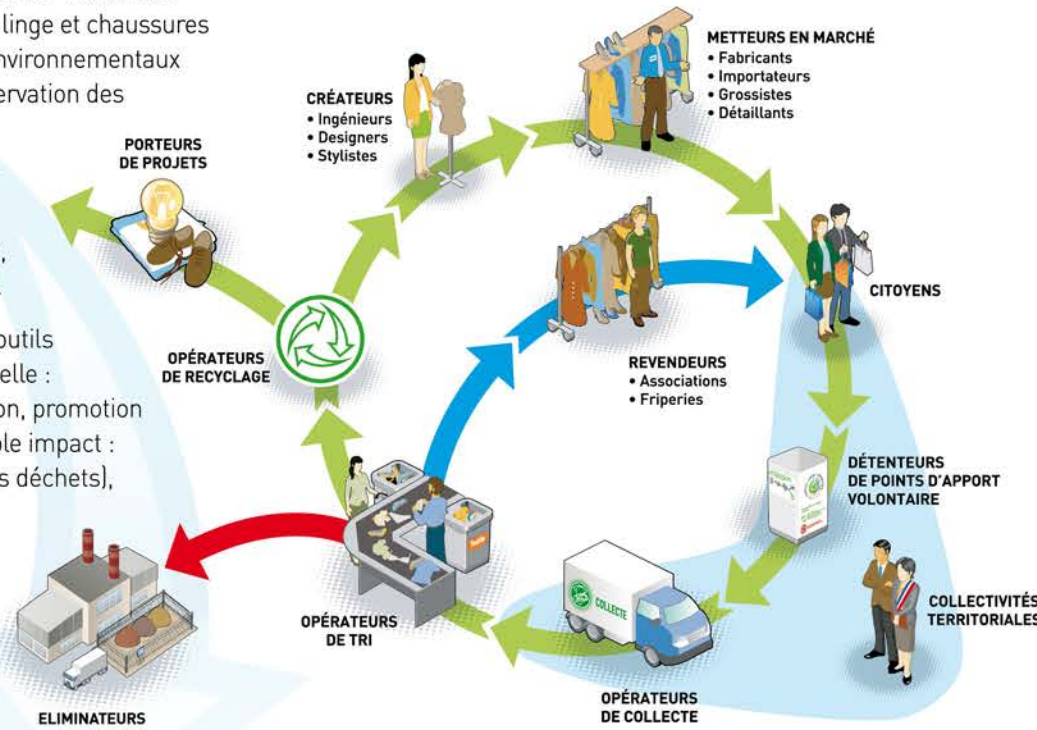 linge et chaussures
nvironnementaux
ervation des
outils
elle :
on, promotion
ble impact :
s déchets),
PORTEURS
DE PROJETS
CRÉATEURS
• Ingénieurs
• Designers
• Stylistes
METTEURS EN MARCHÉ
• Fabricants
• Importateurs
• Grossistes
• Détaillants
CITOYENS
REVENDEURS
• Associations
• Friperies
OPÉRATEURS
DE RECYCLAGE
DÉTENTEURS
DE POINTS D'APPORT
VOLONTAIRE
COLLECTE
COLLECTIVITÉS
TERRITORIALES
OPÉRATEURS
DE TRI
OPÉRATEURS
DE COLLECTE
ELIMINATEURS